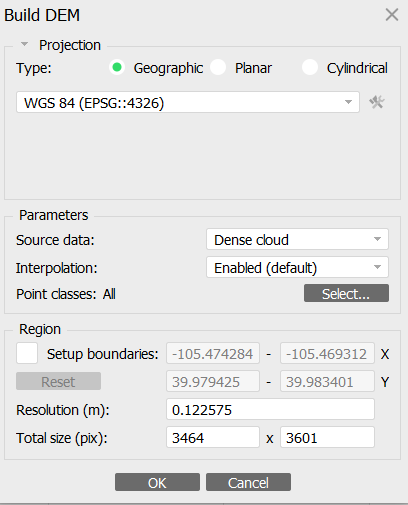 Build DEM
Projection
Type: Geographic Planar Cylindrical
WGS 84 (EPSG::4326)
Parameters
Source data: Dense cloud
Interpolation: Enabled (default)
Point classes: All Select...
Region
Setup boundaries: -105.474284 - -105.469312 X
Reset 39.979425 - 39.983401 Y
Resolution (m): 0.122575
Total size (pix): 3464 x 3601
OK Cancel